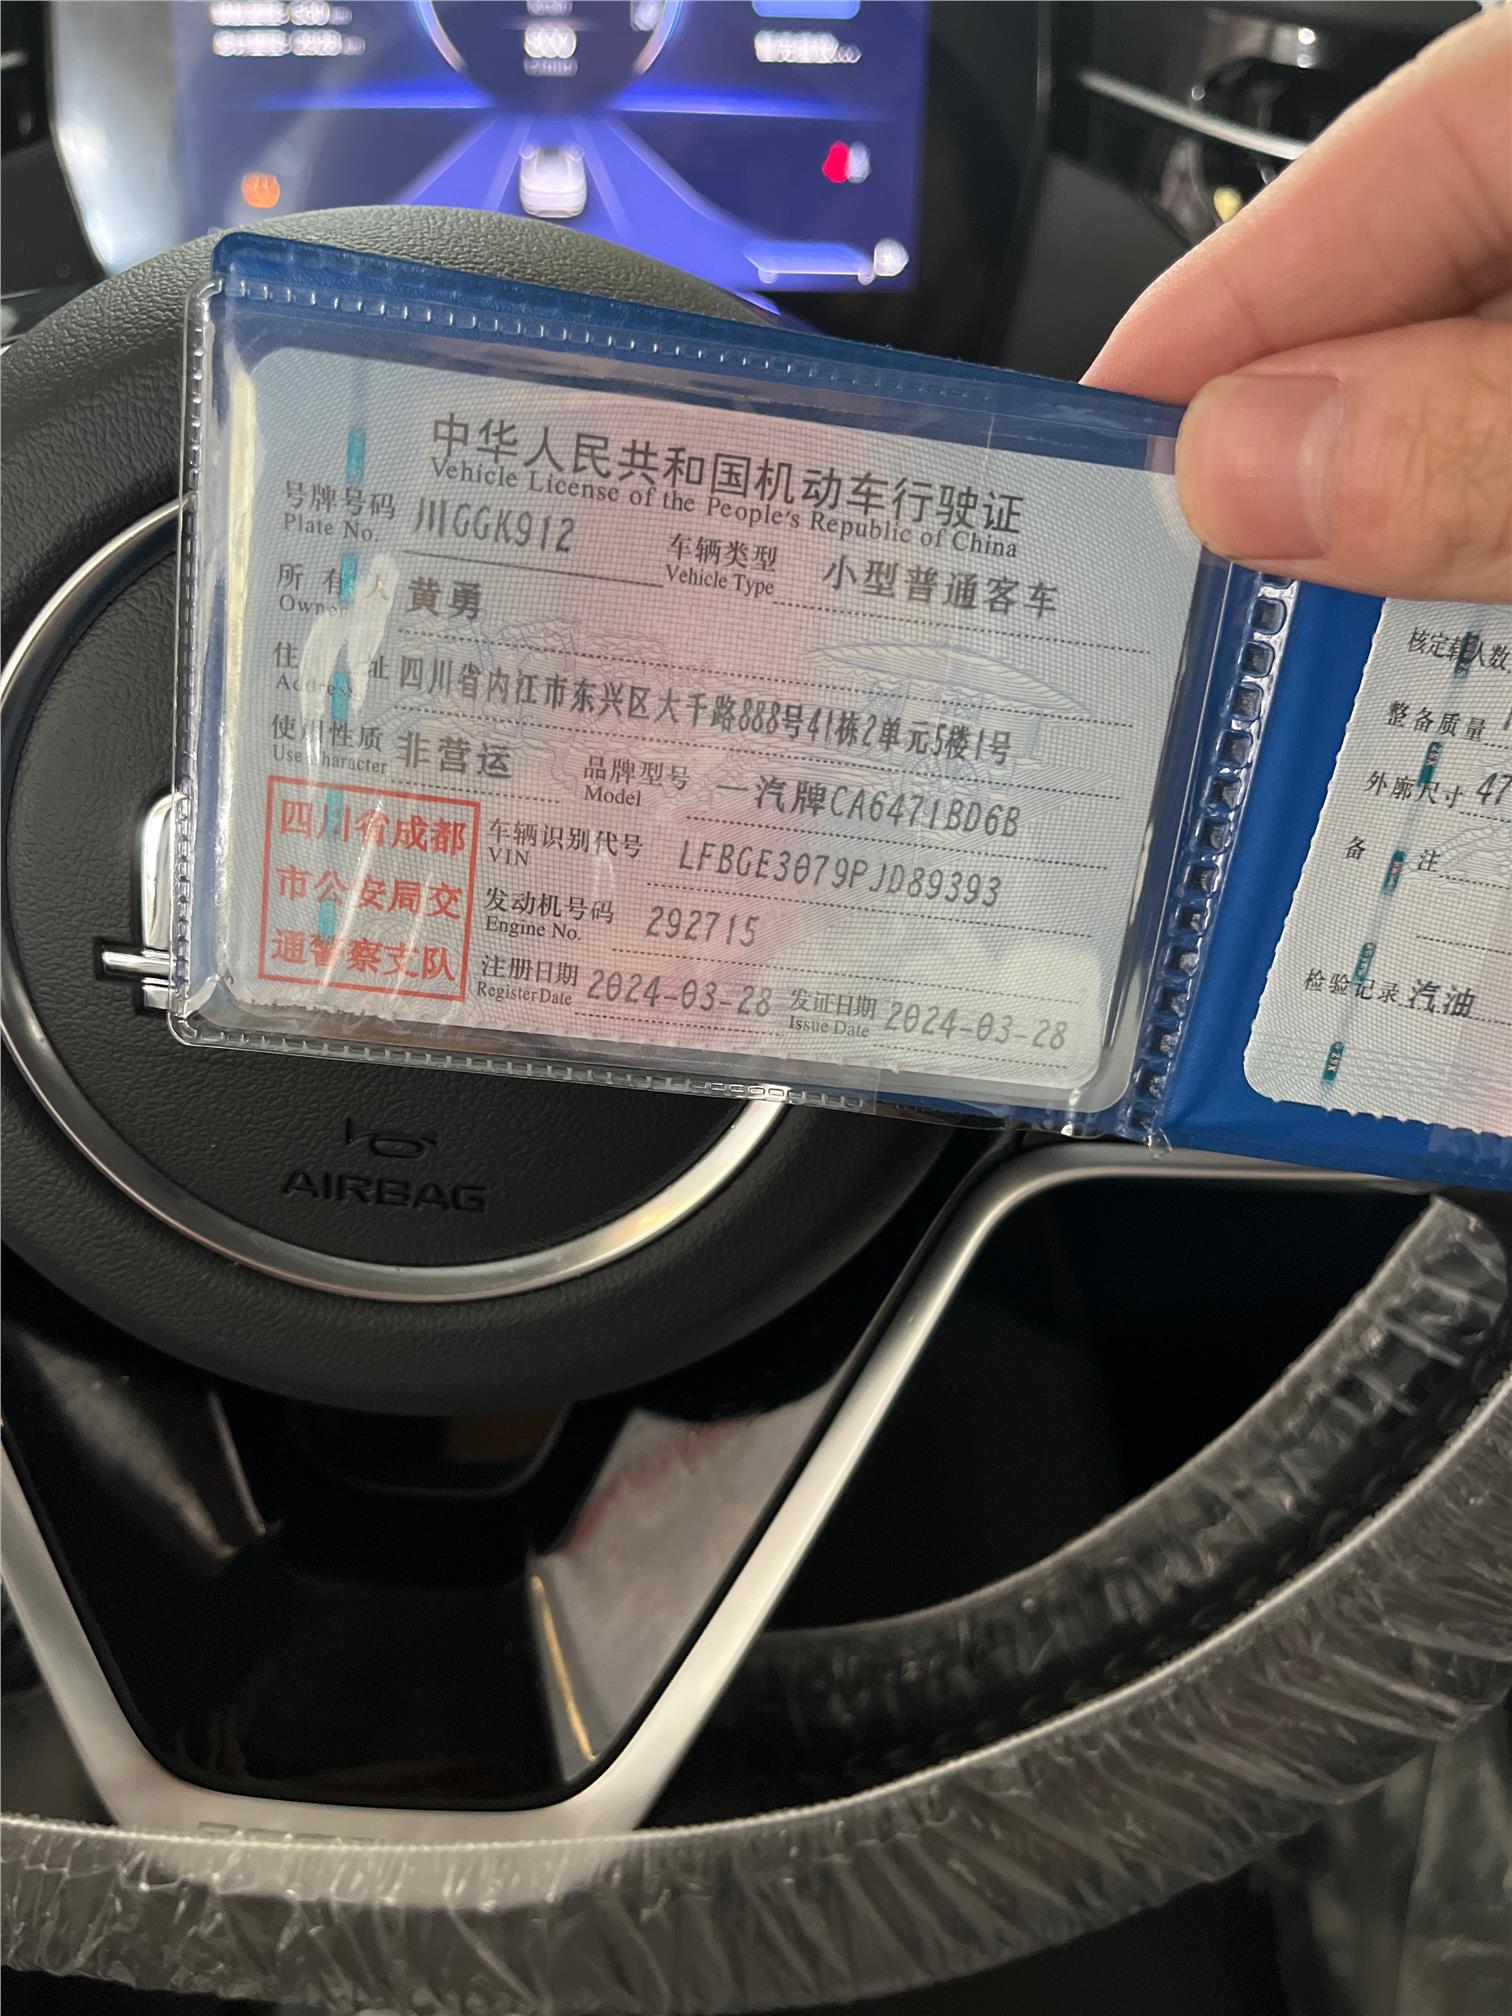 中华人民共和国机动车行驶证
Vehicle License of the People's Republic of China
号牌号码 川GGK912 车辆类型 小型普通客车
Plate No. Vehicle Type
所有人 黄勇
Owner
住址 四川省内江市东兴区大千路888号41栋2单元5楼1号
Address
使用性质 非营运 品牌型号 一汽牌CA6471BD6B
Use Character Model
四川省成都
市公安局交
通警察支队
车辆识别代号 LFBGE3079PJD89393
VIN
发动机号码 292715
Engine No.
注册日期 2024-03-28 发证日期 2024-03-28
Register Date Issue Date
核定载人数
整备质量
外廓尺寸 47
备注
检验记录 汽油
AIRBAG